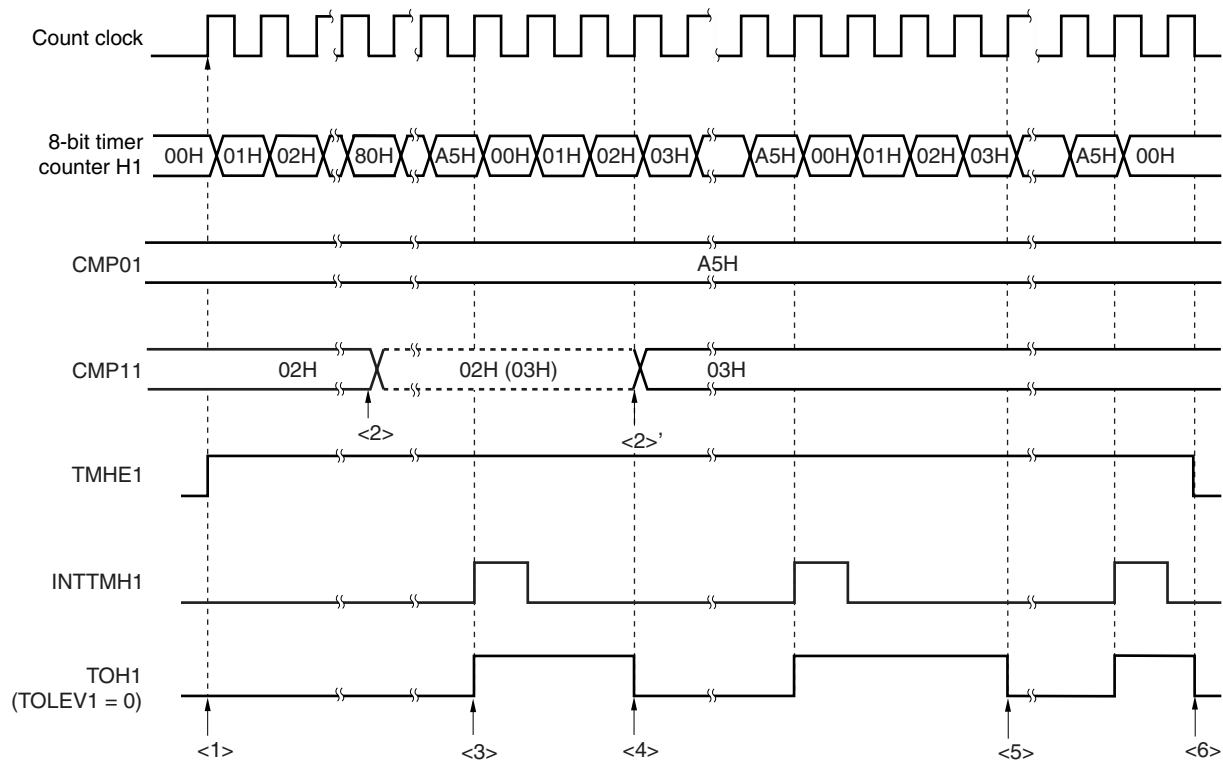 Count clock
8-bit timer
counter H1
00H 01H 02H 80H A5H 00H 01H 02H 03H A5H 00H 01H 02H 03H A5H 00H
CMP01
A5H
CMP11
02H 02H (03H) 03H
<2> <2>’
TMHE1
INTTMH1
TOH1
(TOLEV1 = 0)
<1> <3> <4> <5> <6>